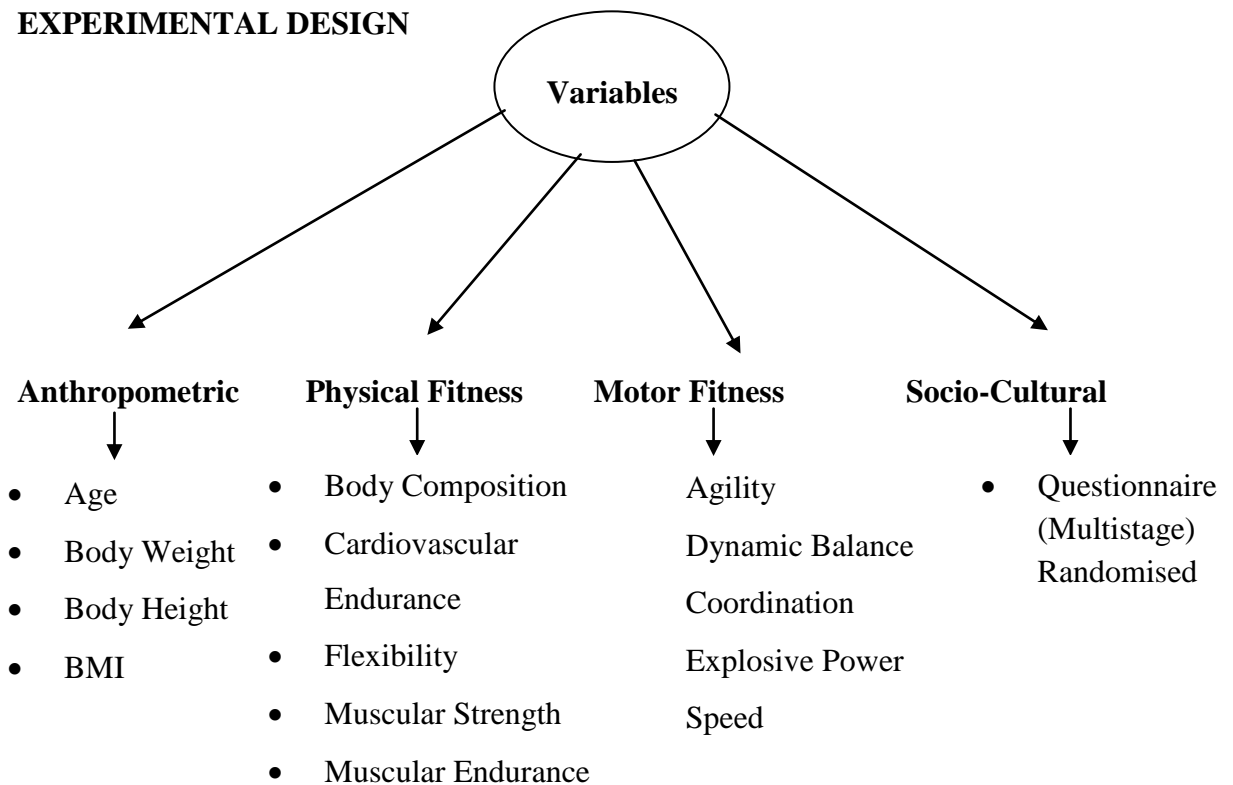 EXPERIMENTAL DESIGN
Variables
Anthropometric
• Age
• Body Weight
• Body Height
• BMI
Physical Fitness
• Body Composition
• Cardiovascular
Endurance
• Flexibility
• Muscular Strength
• Muscular Endurance
Motor Fitness
Agility
Dynamic Balance
Coordination
Explosive Power
Speed
Socio-Cultural
• Questionnaire
(Multistage)
Randomised